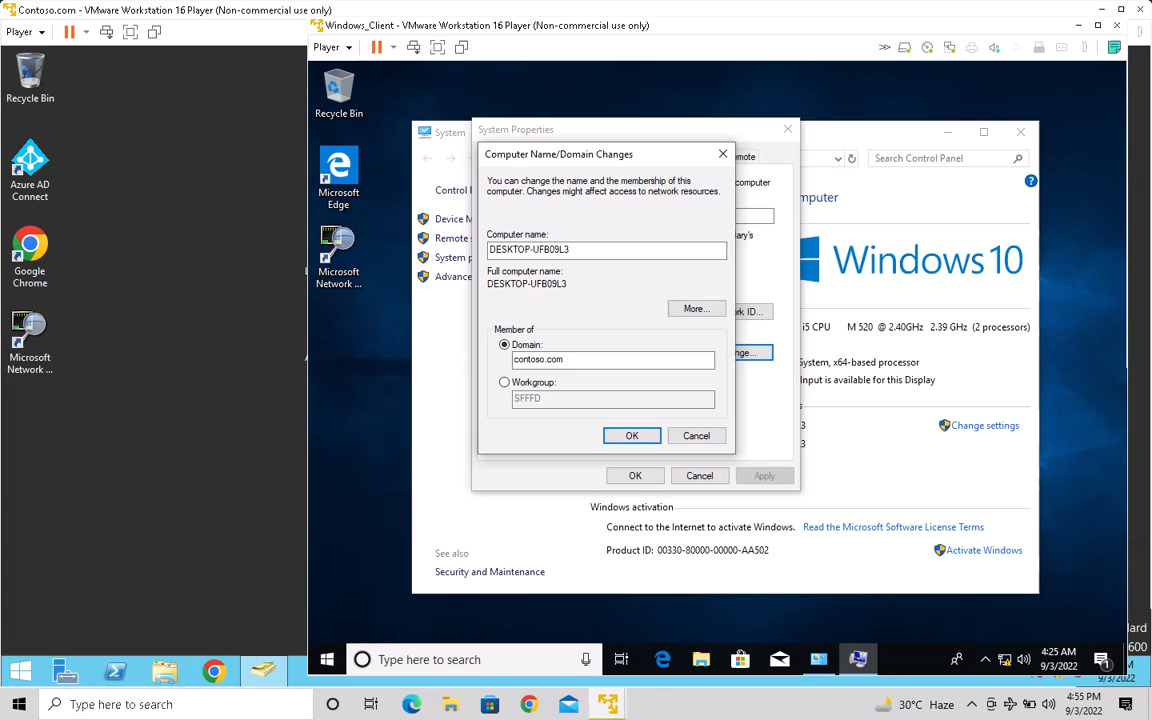 Contoso.com - VMware Workstation 16 Player (Non-commercial use only)
Player
Windows_Client - VMware Workstation 16 Player (Non-commercial use only)
Player
Recycle Bin
Azure AD
Connect
Google
Chrome
Microsoft
Network ...
Recycle Bin
Microsoft
Edge
Microsoft
Network ...
System
Search Control Panel
Control
Device M
Remote s
System p
Advance
mputer
Windows 10
i5 CPU M 520 @ 2.40GHz 2.39 GHz (2 processors)
System, x64-based processor
Input is available for this Display
3
3
Change settings
Windows activation
Connect to the Internet to activate Windows. Read the Microsoft Software License Terms
Product ID: 00330-80000-00000-AA502
Activate Windows
See also
Security and Maintenance
System Properties
emote
computer
ary's
rk ID...
nge...
OK
Cancel
Apply
Computer Name/Domain Changes
You can change the name and the membership of this
computer. Changes might affect access to network resources.
Computer name:
DESKTOP-UFB09L3
Full computer name:
DESKTOP-UFB09L3
More...
Member of
Domain:
contoso.com
Workgroup:
SFFFD
OK
Cancel
Type here to search
4:25 AM
9/3/2022
1
dard
600
9/3/2022
Type here to search
30°C Haze
4:55 PM
9/3/2022